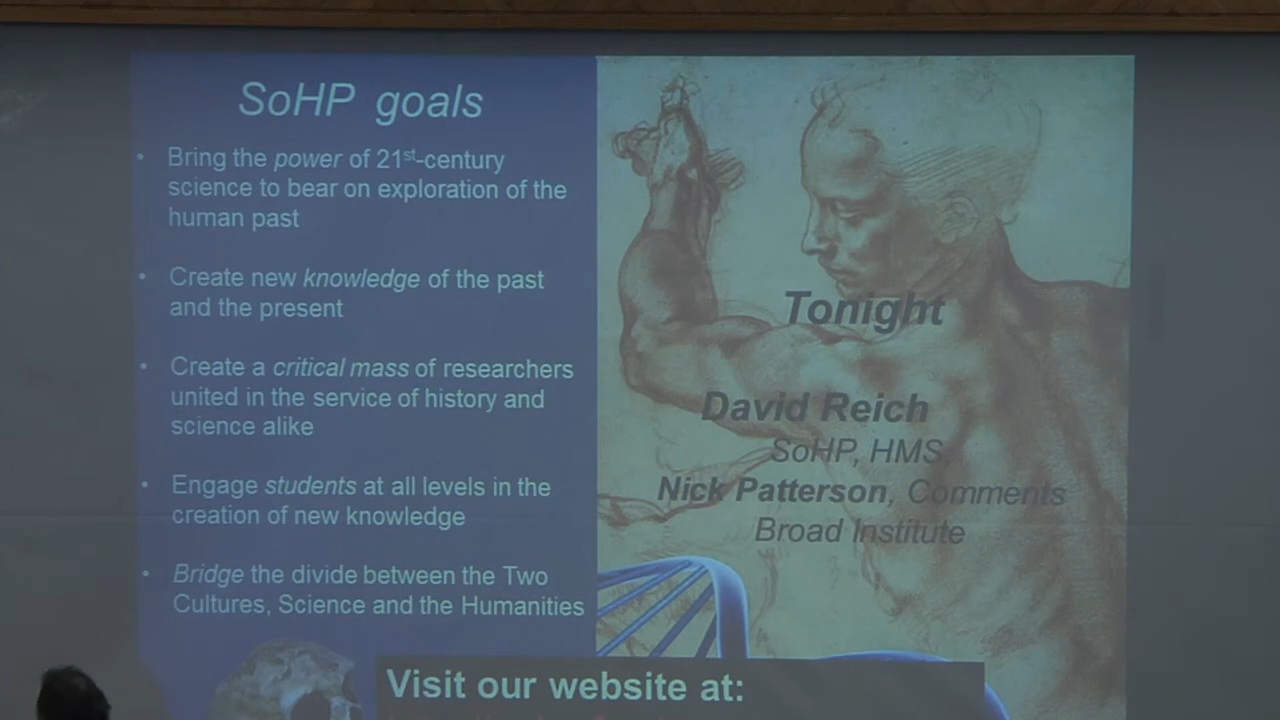 SoHP goals
• Bring the power of 21st-century
science to bear on exploration of the
human past
• Create new knowledge of the past
and the present
• Create a critical mass of researchers
united in the service of history and
science alike
• Engage students at all levels in the
creation of new knowledge
• Bridge the divide between the Two
Cultures, Science and the Humanities
Tonight
David Reich
SoHP, HMS
Nick Patterson, Comments
Broad Institute
Visit our website at: